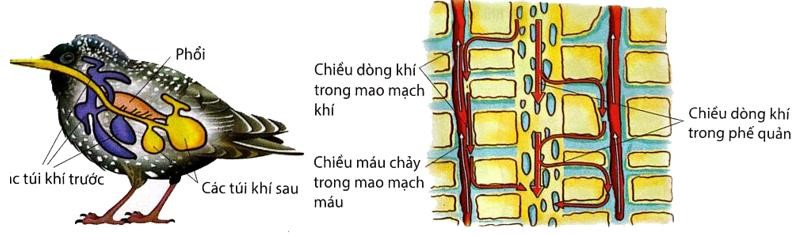 Phổi
ác túi khí trước
Các túi khí sau
Chiều dòng khí
trong mao mạch
khí
Chiều máu chảy
trong mao mạch
máu
Chiều dòng khí
trong phế quản